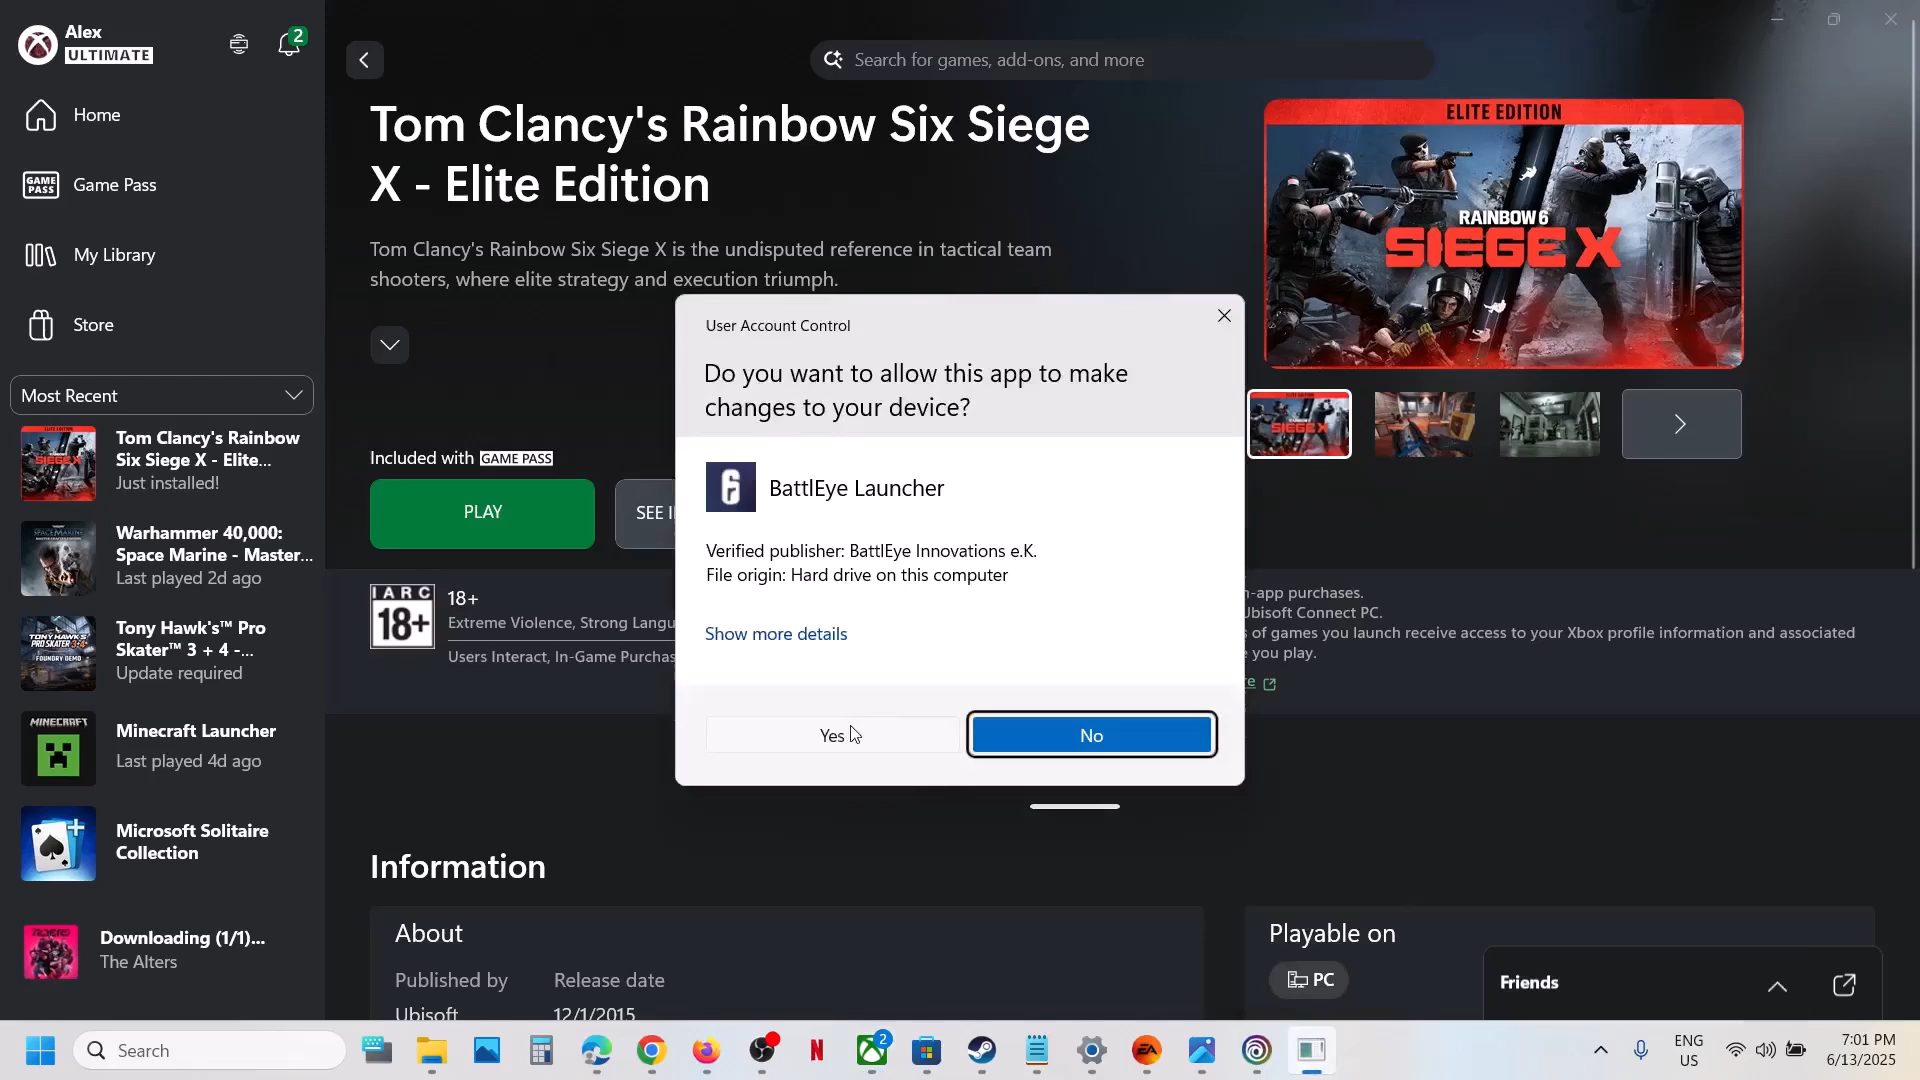 Alex
ULTIMATE
2
Home
GAME PASS
Game Pass
My Library
Store
Most Recent
Tom Clancy's Rainbow
Six Siege X - Elite...
Just installed!
Warhammer 40,000:
Space Marine - Master...
Last played 2d ago
Tony Hawk's™ Pro
Skater™ 3 + 4 -...
Update required
Minecraft Launcher
Last played 4d ago
Microsoft Solitaire
Collection
Downloading (1/1)...
The Alters
Search for games, add-ons, and more
Tom Clancy's Rainbow Six Siege
X - Elite Edition
Tom Clancy's Rainbow Six Siege X is the undisputed reference in tactical team
shooters, where elite strategy and execution triumph.
ELITE EDITION
RAINBOW 6
SIEGE X
Included with GAME PASS
PLAY
SEE I
IARC
18+
18+
Extreme Violence, Strong Langu
Users Interact, In-Game Purchas
n-app purchases.
Ubisoft Connect PC.
s of games you launch receive access to your Xbox profile information and associated
e you play.
re
User Account Control
Do you want to allow this app to make
changes to your device?
BattlEye Launcher
Verified publisher: BattlEye Innovations e.K.
File origin: Hard drive on this computer
Show more details
Yes
No
Information
About
Published by
Release date
Ubisoft
12/1/2015
Playable on
PC
Friends
Search
2
ENG
US
7:01 PM
6/13/2025